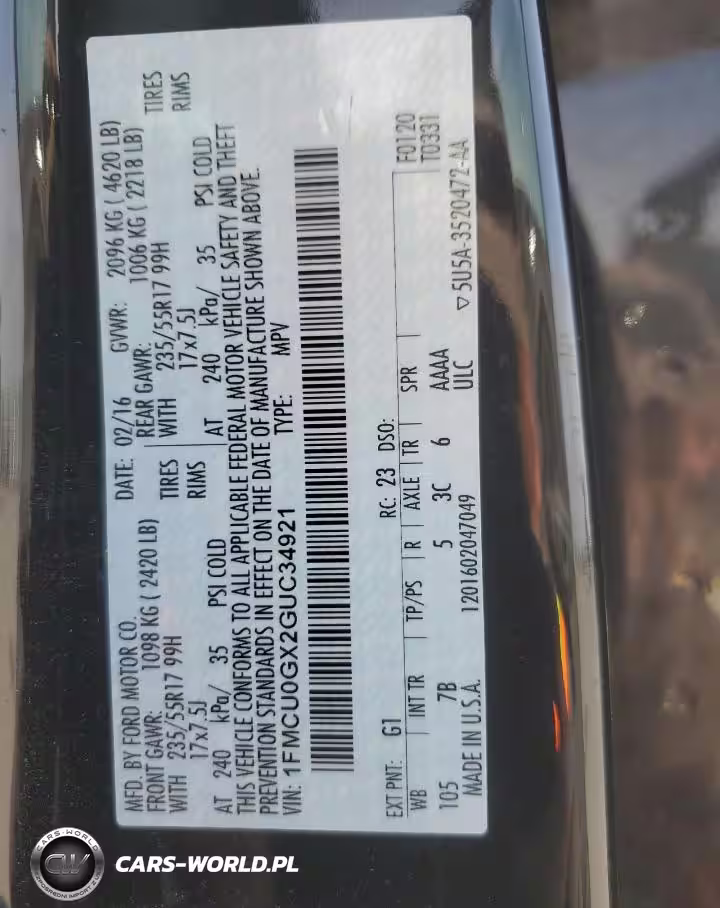 MFD. BY FORD MOTOR CO. DATE: 02/16 GVWR: 2096 KG ( 4620 LB)
FRONT GAWR: 1098 KG ( 2420 LB) REAR GAWR: 1006 KG ( 2218 LB)
WITH 235/55R17 99H TIRES WITH 235/55R17 99H TIRES
17x7.5J RIMS 17x7.5J RIMS
AT 240 kPa/ 35 PSI COLD AT 240 kPa/ 35 PSI COLD
THIS VEHICLE CONFORMS TO ALL APPLICABLE FEDERAL MOTOR VEHICLE SAFETY AND THEFT
PREVENTION STANDARDS IN EFFECT ON THE DATE OF MANUFACTURE SHOWN ABOVE.
VIN: 1FMCU0GX2GUC34921 TYPE: MPV
EXT PNT: G1 RC: 23 DSO: F0120
WB INT TR TP/PS R AXLE TR SPR T0331
105 7B 5 3C 6 AAAA
MADE IN U.S.A. 1201602047049 ULC ▽5U5A-3520472-AA
CARS-WORLD
CW
CARS-WORLD.PL